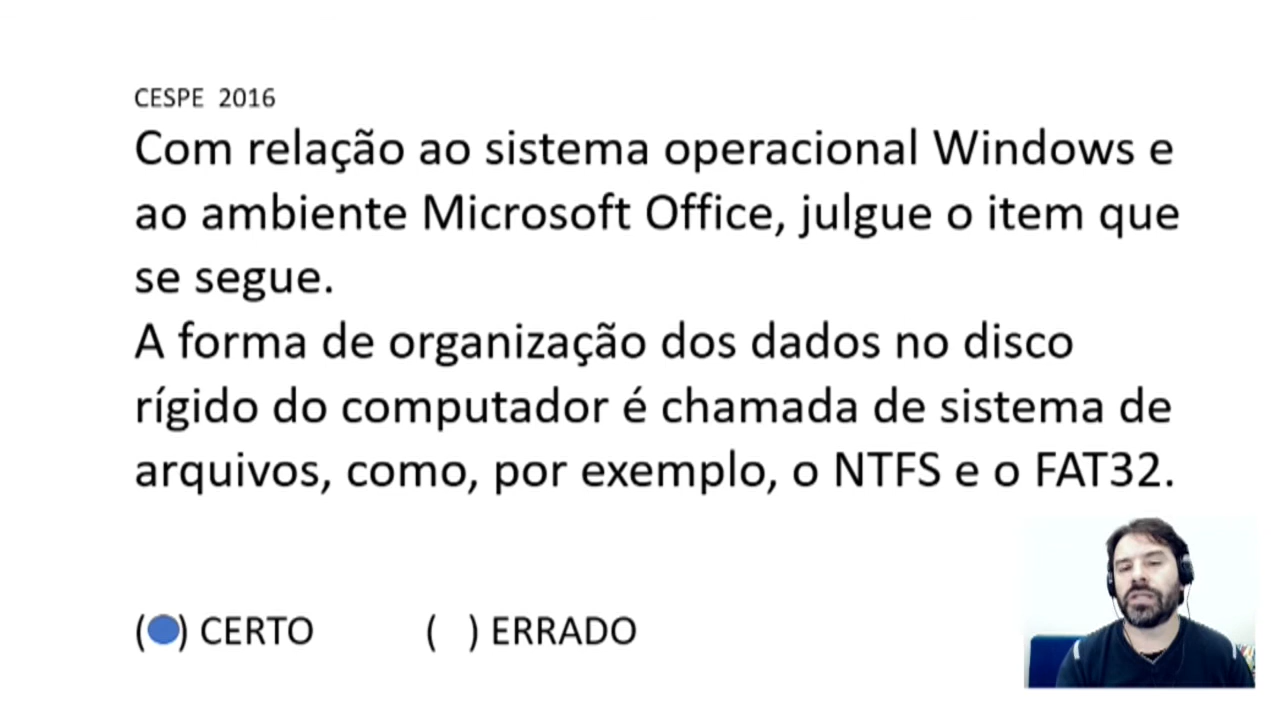 CESPE 2016
Com relação ao sistema operacional Windows e
ao ambiente Microsoft Office, julgue o item que
se segue.
A forma de organização dos dados no disco
rígido do computador é chamada de sistema de
arquivos, como, por exemplo, o NTFS e o FAT32.
( ) CERTO ( ) ERRADO